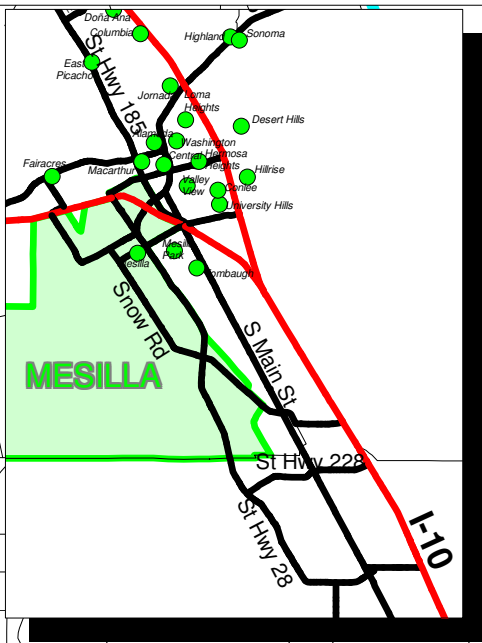 Doña Ana
Columbia
Highland
Sonoma
St Hwy 185
East
Picacho
Jornada
Loma
Heights
Desert Hills
Alameda
Washington
Fairacres
Macarthur
Central
Hermosa
Heights
Hillrise
Valley
View
Conlee
University Hills
Mesilla
Park
Mesilla
Tombaugh
Snow Rd
S Main St
MESILLA
St Hwy 228
St Hwy 28
I-10